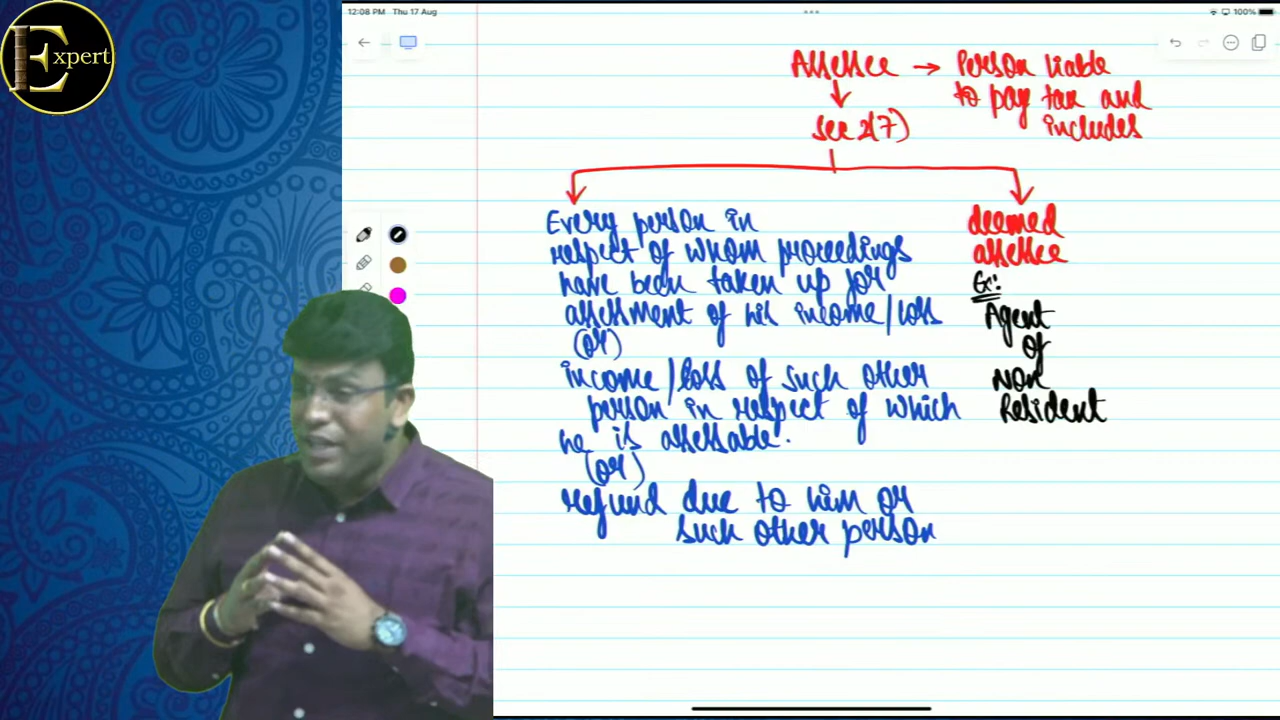 Expert
12:08 PM Thu 17 Aug
100%
Assessee → Person liable
to pay tax and
includes
Sec 2(7)
Every person in
respect of whom proceedings
have been taken up for
assessment of his income/loss
(or)
income/loss of such other
person in respect of which
he is assessable.
(or)
refund due to him or
such other person
deemed
assessee
Ex:
Agent
of
Non
Resident